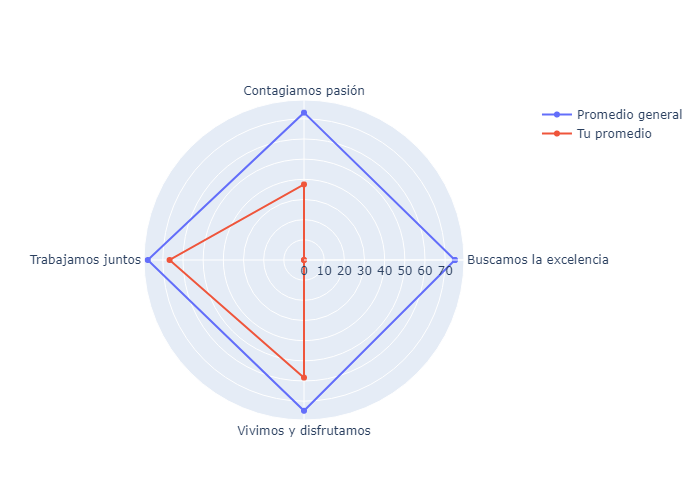 Contagiamos pasión
Promedio general
Tu promedio
Trabajamos juntos
Buscamos la excelencia
0 10 20 30 40 50 60 70
Vivimos y disfrutamos